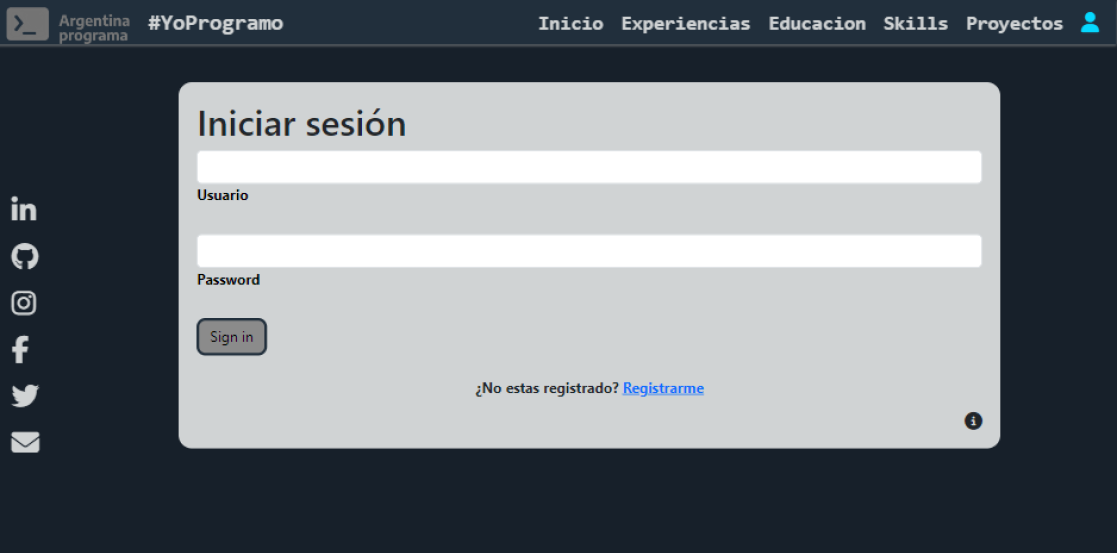 Argentina
programa
#YoProgramo
Inicio Experiencias Educacion Skills Proyectos
Iniciar sesión
Usuario
Password
Sign in
¿No estas registrado? Registrarme